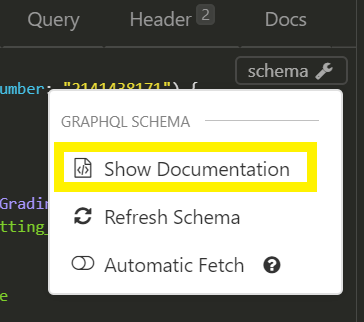 Query Header 2 Docs
schema
umber: "2141438171") {
GRAPHQL SCHEMA
Show Documentation
Gradin
Refresh Schema
tting_
Automatic Fetch ?
e